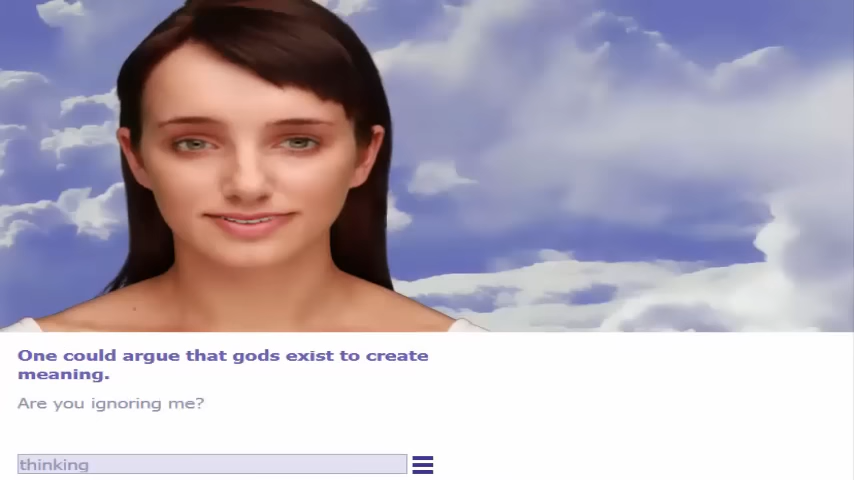 One could argue that gods exist to create
meaning.
Are you ignoring me?
thinking